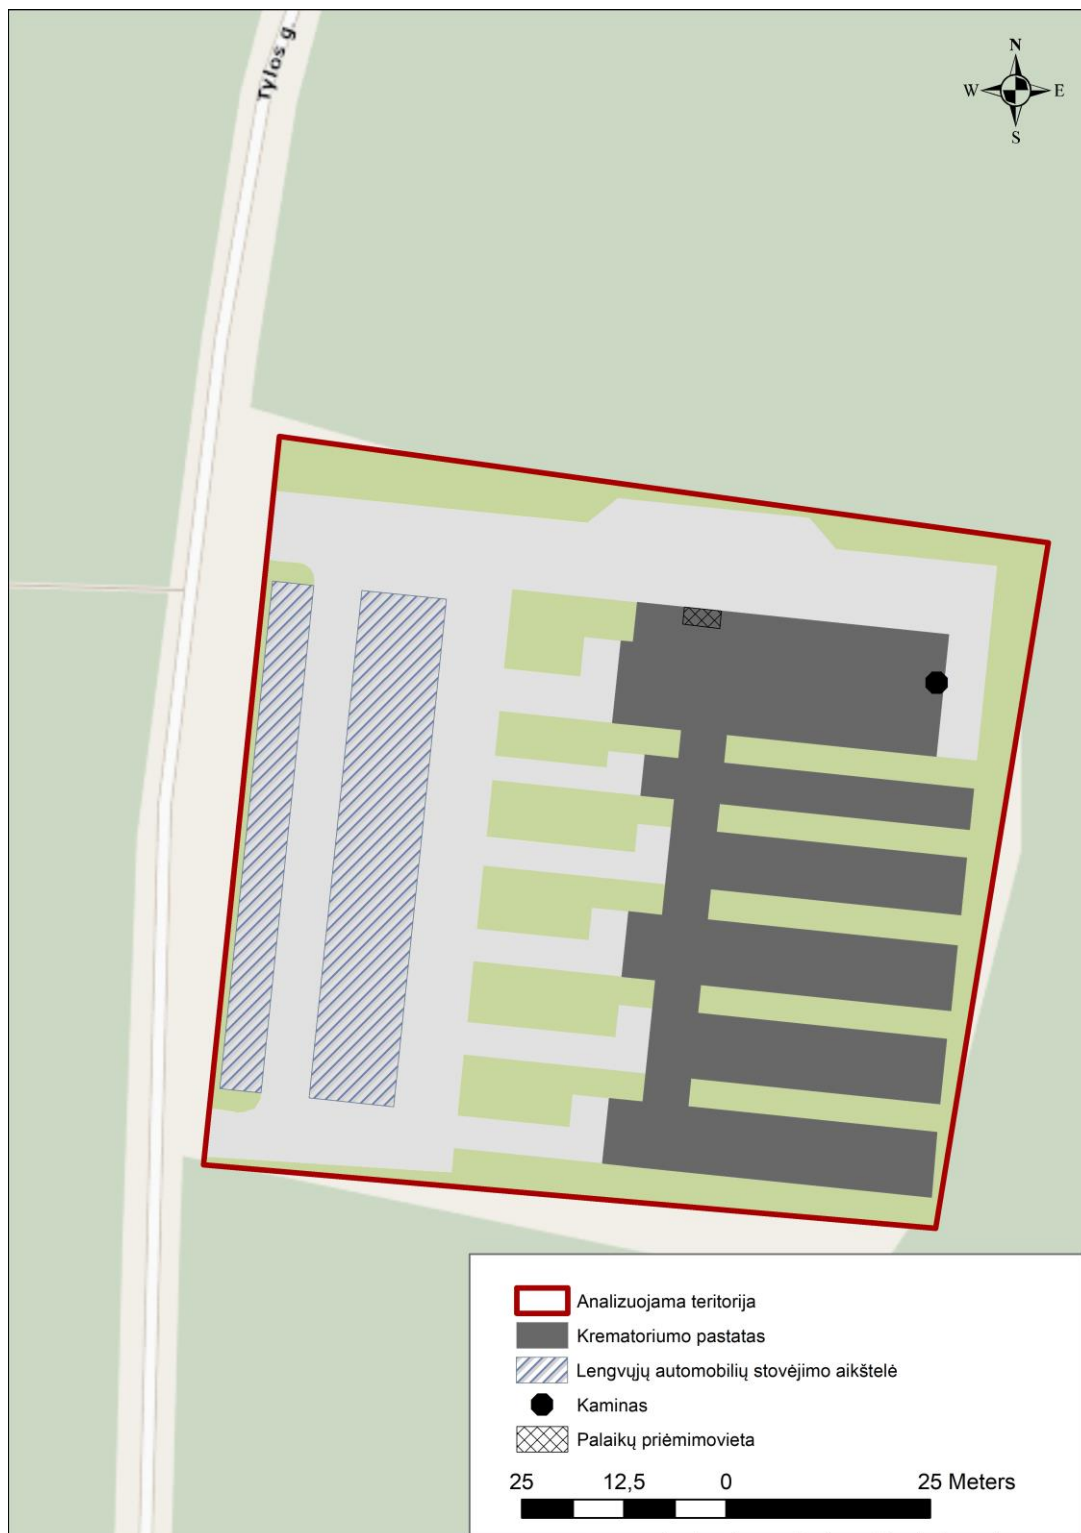 Tylos g.
N
W E
S
Analizuojama teritorija
Krematoriumo pastatas
Lengvųjų automobilių stovėjimo aikštelė
Kaminas
Palaikų priėmimovieta
25 12,5 0 25 Meters